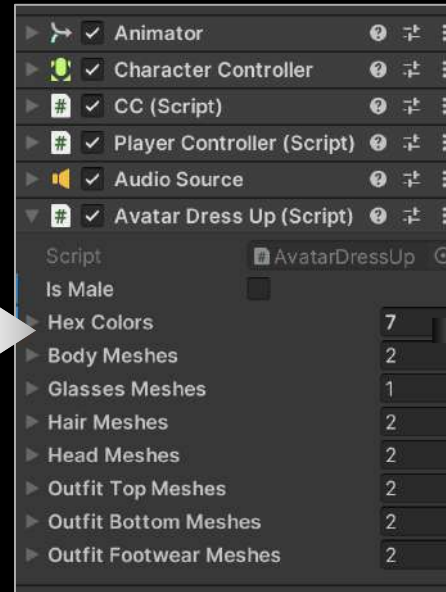 Animator
Character Controller
# CC (Script)
# Player Controller (Script)
Audio Source
# Avatar Dress Up (Script)
Script # AvatarDressUp
Is Male
Hex Colors 7
Body Meshes 2
Glasses Meshes 1
Hair Meshes 2
Head Meshes 2
Outfit Top Meshes 2
Outfit Bottom Meshes 2
Outfit Footwear Meshes 2